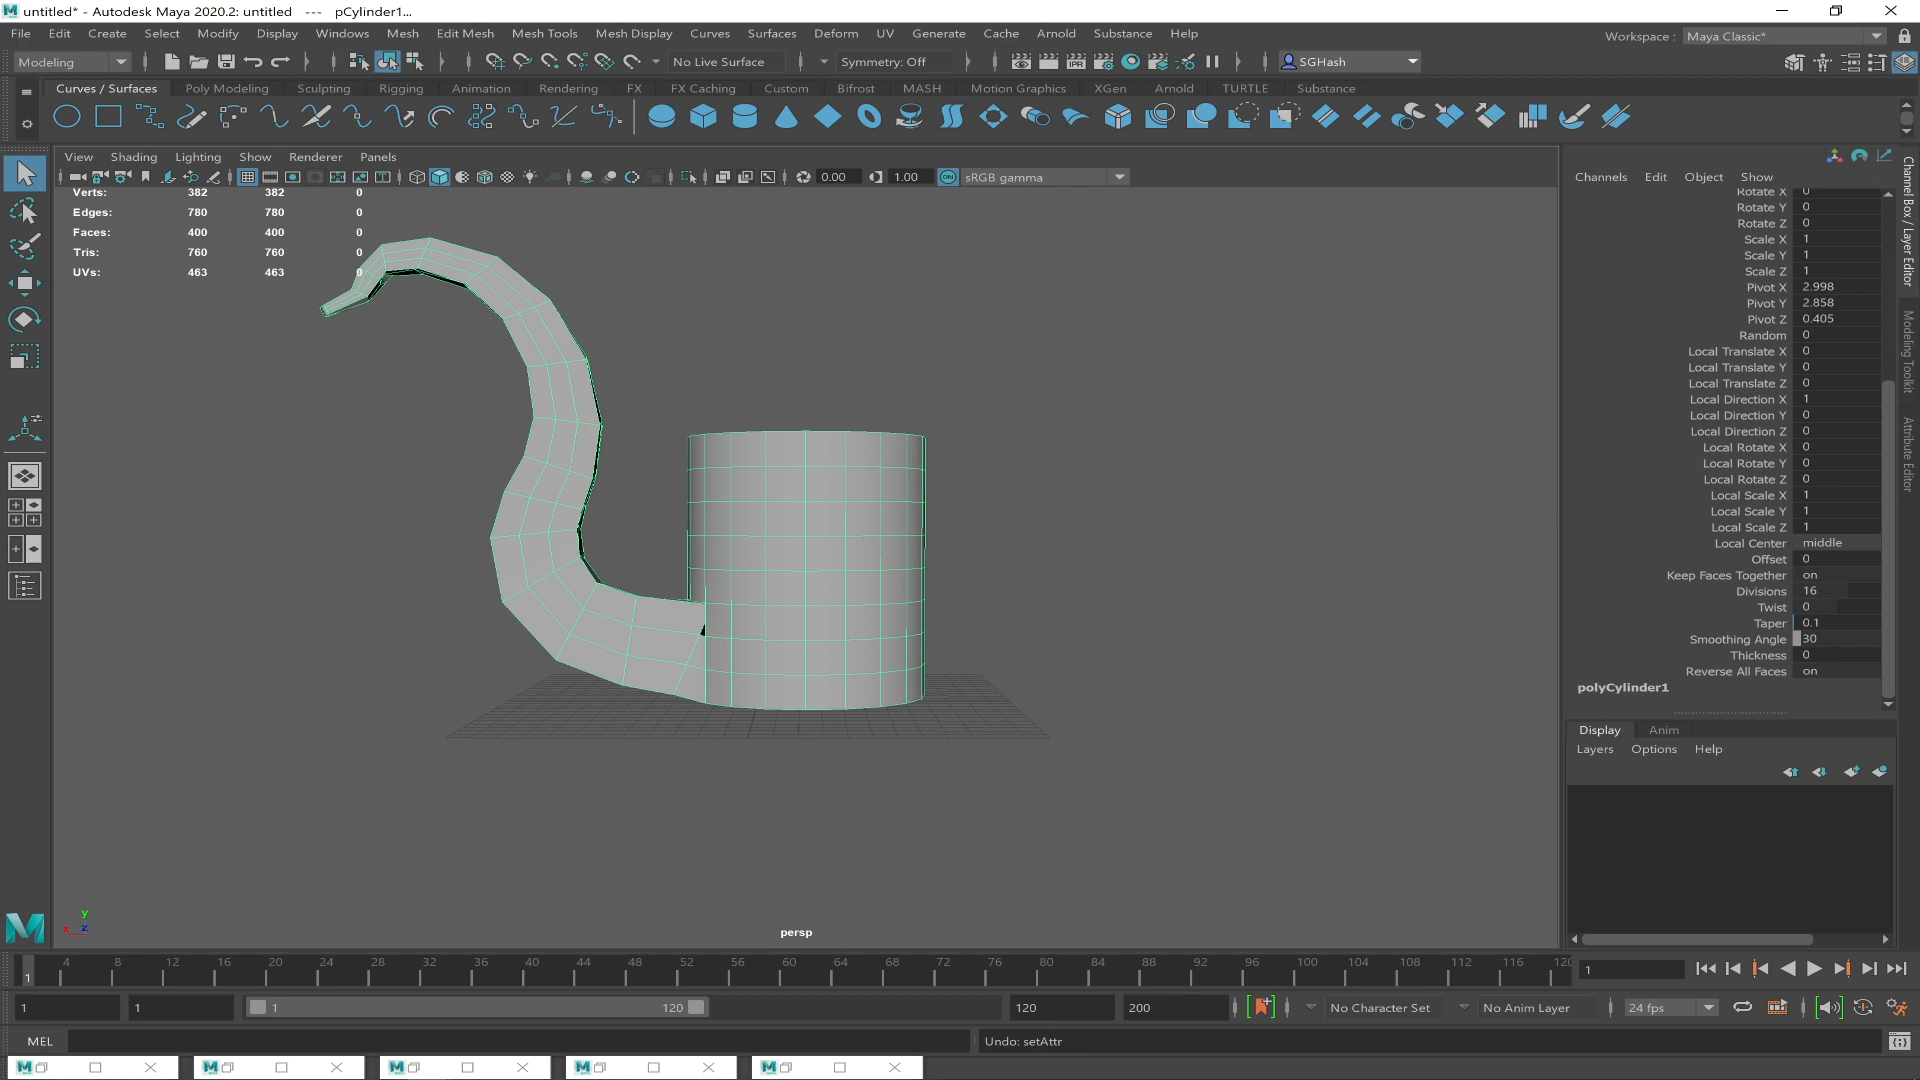 untitled* - Autodesk Maya 2020.2: untitled   ---   pCylinder1...
File Edit Create Select Modify Display Windows Mesh Edit Mesh Mesh Tools Mesh Display Curves Surfaces Deform UV Generate Cache Arnold Substance Help
Workspace : Maya Classic*
Modeling No Live Surface Symmetry: Off IPR SGHash
Curves / Surfaces Poly Modeling Sculpting Rigging Animation Rendering FX FX Caching Custom Bifrost MASH Motion Graphics XGen Arnold TURTLE Substance
View Shading Lighting Show Renderer Panels
0.00 1.00 ON sRGB gamma
Verts: 382 382 0
Edges: 780 780 0
Faces: 400 400 0
Tris: 760 760 0
UVs: 463 463 0
persp
y
x z
Channels Edit Object Show
Rotate X 0
Rotate Y 0
Rotate Z 0
Scale X 1
Scale Y 1
Scale Z 1
Pivot X 2.998
Pivot Y 2.858
Pivot Z 0.405
Random 0
Local Translate X 0
Local Translate Y 0
Local Translate Z 0
Local Direction X 1
Local Direction Y 0
Local Direction Z 0
Local Rotate X 0
Local Rotate Y 0
Local Rotate Z 0
Local Scale X 1
Local Scale Y 1
Local Scale Z 1
Local Center middle
Offset 0
Keep Faces Together on
Divisions 16
Twist 0
Taper 0.1
Smoothing Angle 30
Thickness 0
Reverse All Faces on
polyCylinder1
Display Anim
Layers Options Help
Channel Box / Layer Editor
Modeling Toolkit
Attribute Editor
1 4 8 12 16 20 24 28 32 36 40 44 48 52 56 60 64 68 72 76 80 84 88 92 96 100 104 108 112 116 120 1
1 1 1 120 120 200 No Character Set No Anim Layer 24 fps
MEL Undo: setAttr